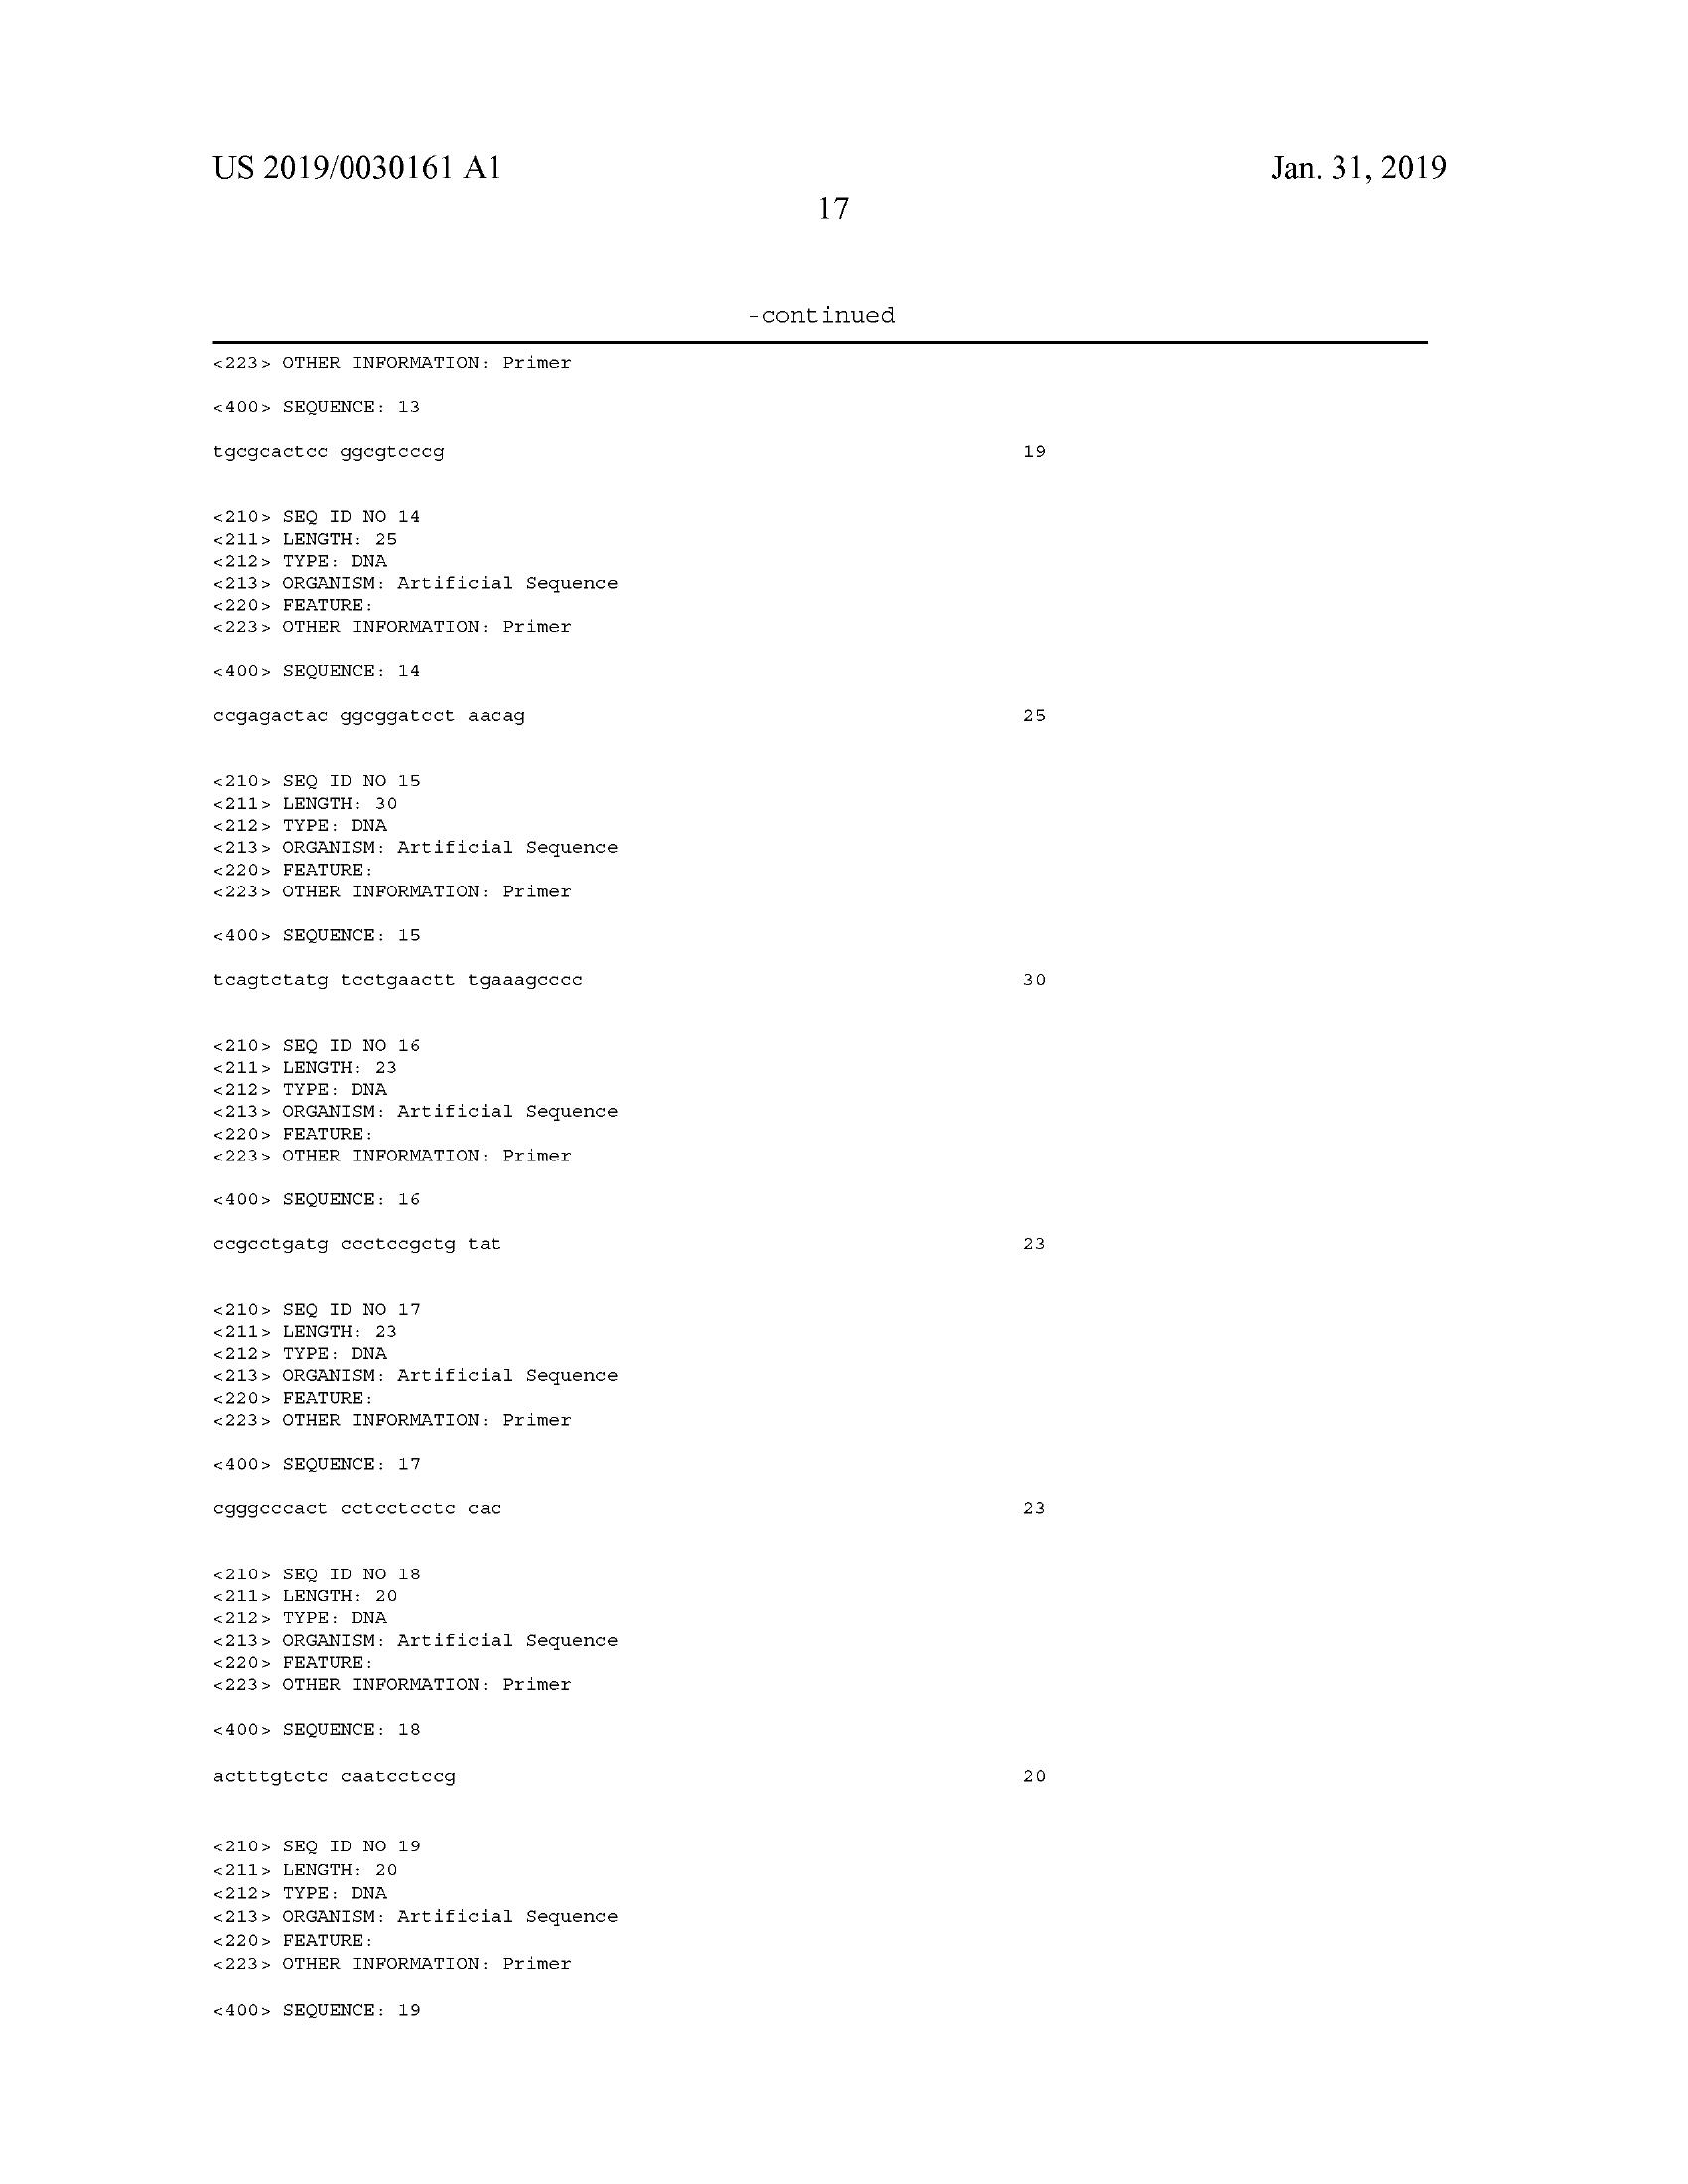 US 2019/0030161 A1
Jan. 31, 2019
17
-continued
<223> OTHER INFORMATION: Primer
<400> SEQUENCE: 13
tgcgcactcc ggcgtcccg 19
<210> SEQ ID NO 14
<211> LENGTH: 25
<212> TYPE: DNA
<213> ORGANISM: Artificial Sequence
<220> FEATURE:
<223> OTHER INFORMATION: Primer
<400> SEQUENCE: 14
ccgagactac ggcggatcct aacag 25
<210> SEQ ID NO 15
<211> LENGTH: 30
<212> TYPE: DNA
<213> ORGANISM: Artificial Sequence
<220> FEATURE:
<223> OTHER INFORMATION: Primer
<400> SEQUENCE: 15
tcagtctatg tcctgaactt tgaaagcccc 30
<210> SEQ ID NO 16
<211> LENGTH: 23
<212> TYPE: DNA
<213> ORGANISM: Artificial Sequence
<220> FEATURE:
<223> OTHER INFORMATION: Primer
<400> SEQUENCE: 16
ccgcctgatg ccctccgctg tat 23
<210> SEQ ID NO 17
<211> LENGTH: 23
<212> TYPE: DNA
<213> ORGANISM: Artificial Sequence
<220> FEATURE:
<223> OTHER INFORMATION: Primer
<400> SEQUENCE: 17
cgggcccact cctcctcctc cac 23
<210> SEQ ID NO 18
<211> LENGTH: 20
<212> TYPE: DNA
<213> ORGANISM: Artificial Sequence
<220> FEATURE:
<223> OTHER INFORMATION: Primer
<400> SEQUENCE: 18
actttgtctc caatcctccg 20
<210> SEQ ID NO 19
<211> LENGTH: 20
<212> TYPE: DNA
<213> ORGANISM: Artificial Sequence
<220> FEATURE:
<223> OTHER INFORMATION: Primer
<400> SEQUENCE: 19